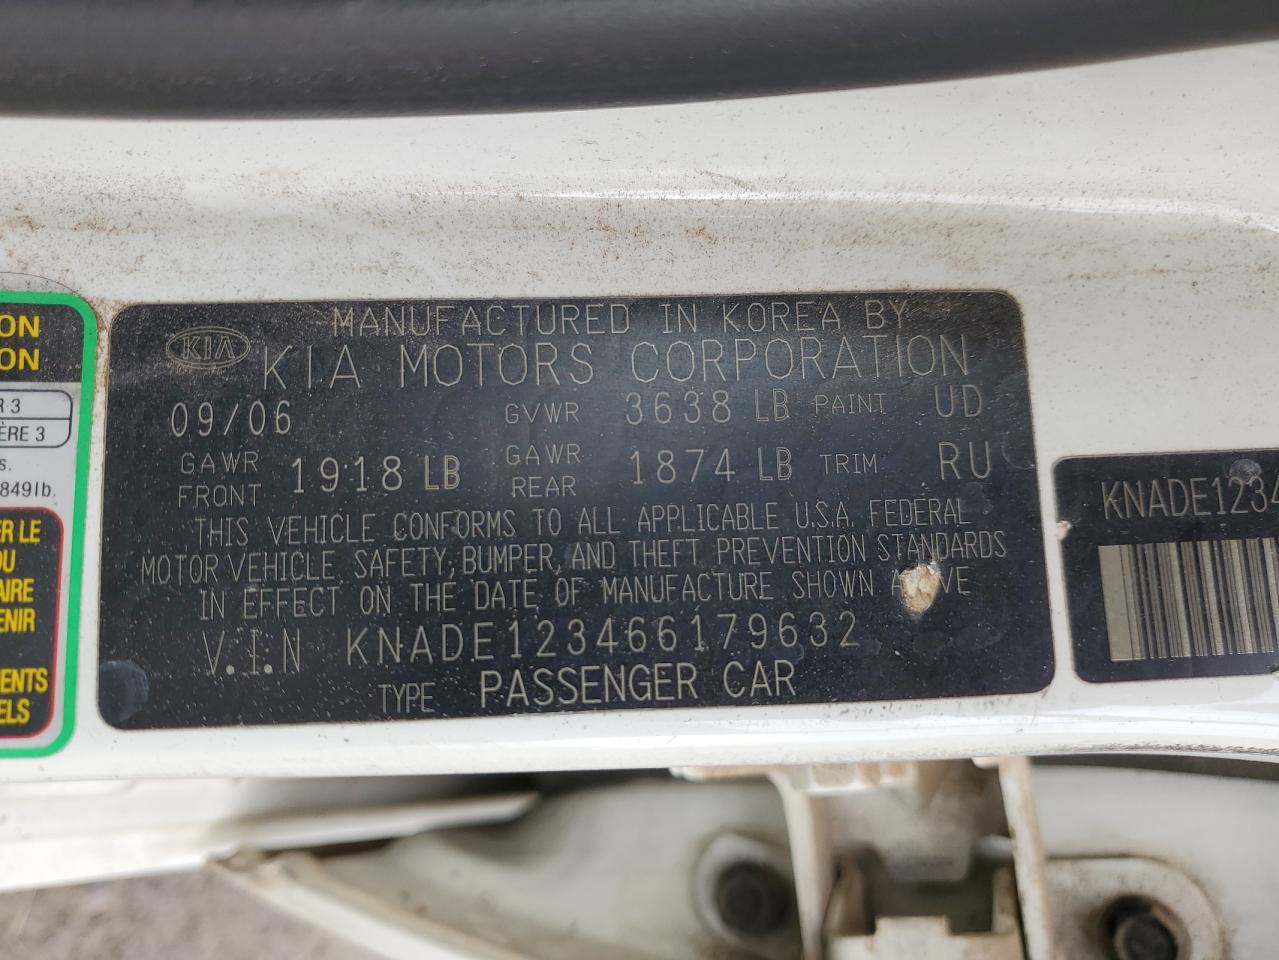 ON
ON
R 3
ÈRE 3
s.
849lb.
ER LE
OU
AIRE
ENIR
ENTS
ELS
MANUFACTURED IN KOREA BY
KIA
KIA MOTORS CORPORATION
09/06 GVWR 3638 LB PAINT UD
GAWR FRONT 1918 LB GAWR REAR 1874 LB TRIM RU
THIS VEHICLE CONFORMS TO ALL APPLICABLE U.S.A. FEDERAL
MOTOR VEHICLE SAFETY, BUMPER, AND THEFT PREVENTION STANDARDS
IN EFFECT ON THE DATE OF MANUFACTURE SHOWN
V.I.N KNADE123466179632
TYPE PASSENGER CAR
KNADE1234